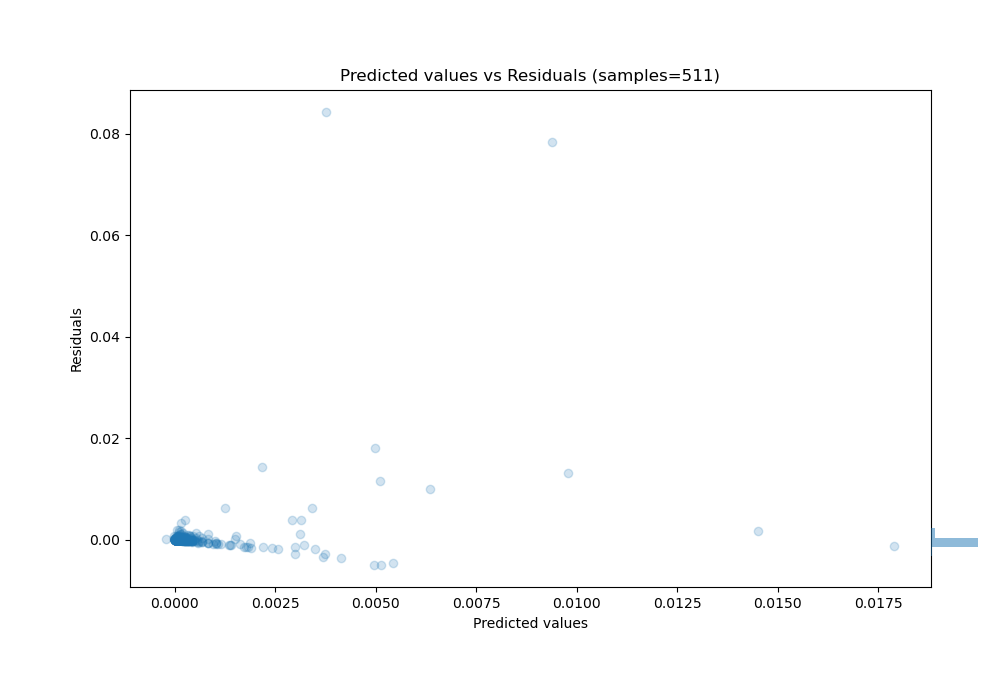 Predicted values vs Residuals (samples=511)
0.08
0.06
0.04
0.02
0.00
Residuals
0.0000 0.0025 0.0050 0.0075 0.0100 0.0125 0.0150 0.0175
Predicted values